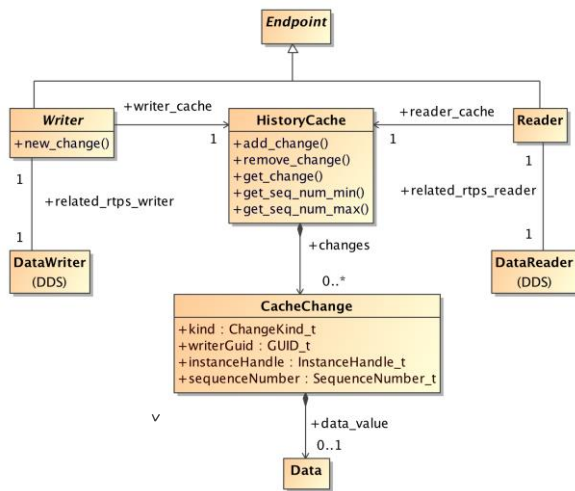 Endpoint
+writer_cache
+reader_cache
Writer
+new_change()
1
HistoryCache
+add_change()
+remove_change()
+get_change()
+get_seq_num_min()
+get_seq_num_max()
1
Reader
1
+related_rtps_writer
1
1
+related_rtps_reader
1
DataWriter
(DDS)
+changes
0..*
DataReader
(DDS)
CacheChange
+kind : ChangeKind_t
+writerGuid : GUID_t
+instanceHandle : InstanceHandle_t
+sequenceNumber : SequenceNumber_t
v
+data_value
0..1
Data